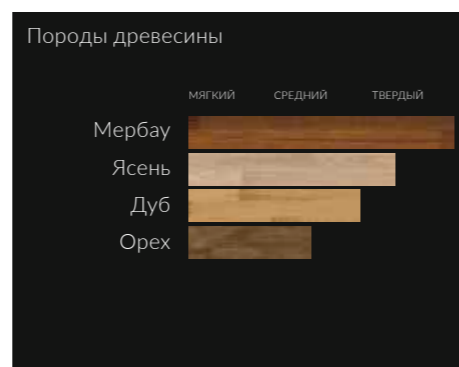 Породы древесины
МЯГКИЙ СРЕДНИЙ ТВЕРДЫЙ
Мербау
Ясень
Дуб
Орех